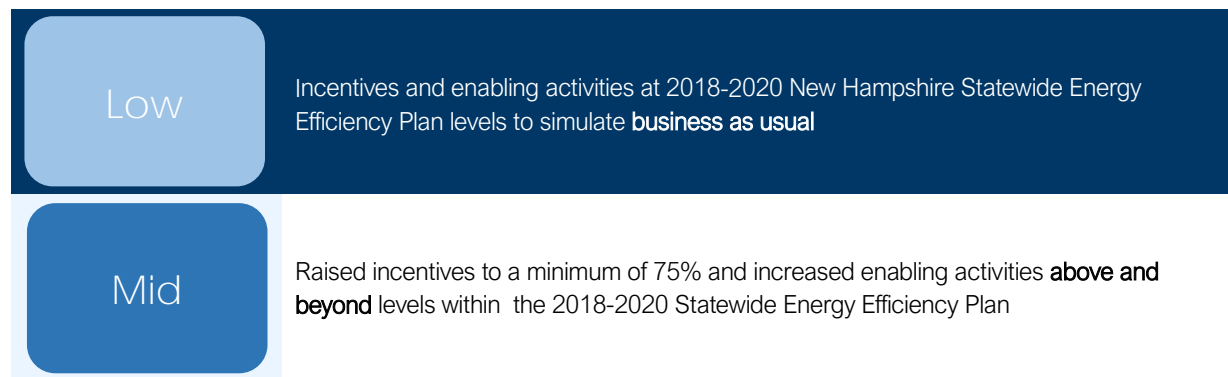 Low
Incentives and enabling activities at 2018-2020 New Hampshire Statewide Energy
Efficiency Plan levels to simulate business as usual
Mid
Raised incentives to a minimum of 75% and increased enabling activities above and
beyond levels within  the 2018-2020 Statewide Energy Efficiency Plan